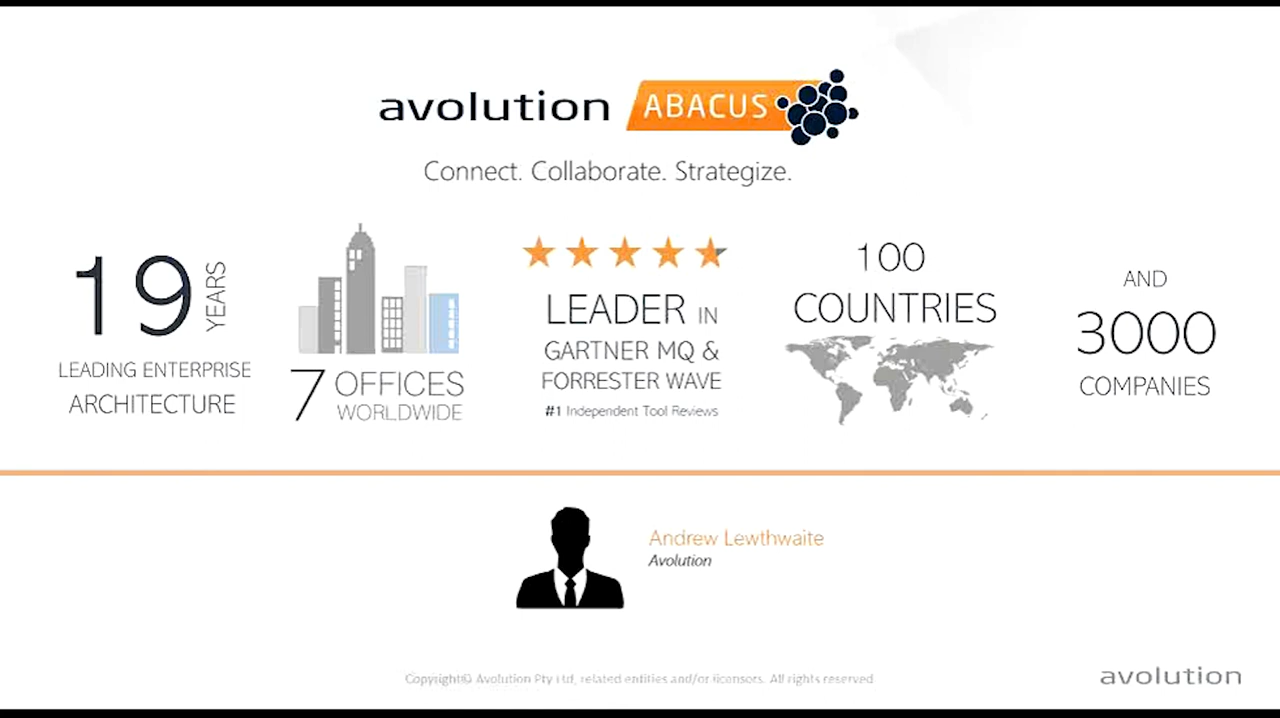 avolution ABACUS
Connect. Collaborate. Strategize.
19 YEARS
LEADING ENTERPRISE
ARCHITECTURE
7 OFFICES
WORLDWIDE
LEADER IN
GARTNER MQ &
FORRESTER WAVE
#1 Independent Tool Reviews
100
COUNTRIES
AND
3000
COMPANIES
Andrew Lewthwaite
Avolution
Copyright© Avolution Pty Ltd, related entities and/or licensors. All rights reserved
avolution